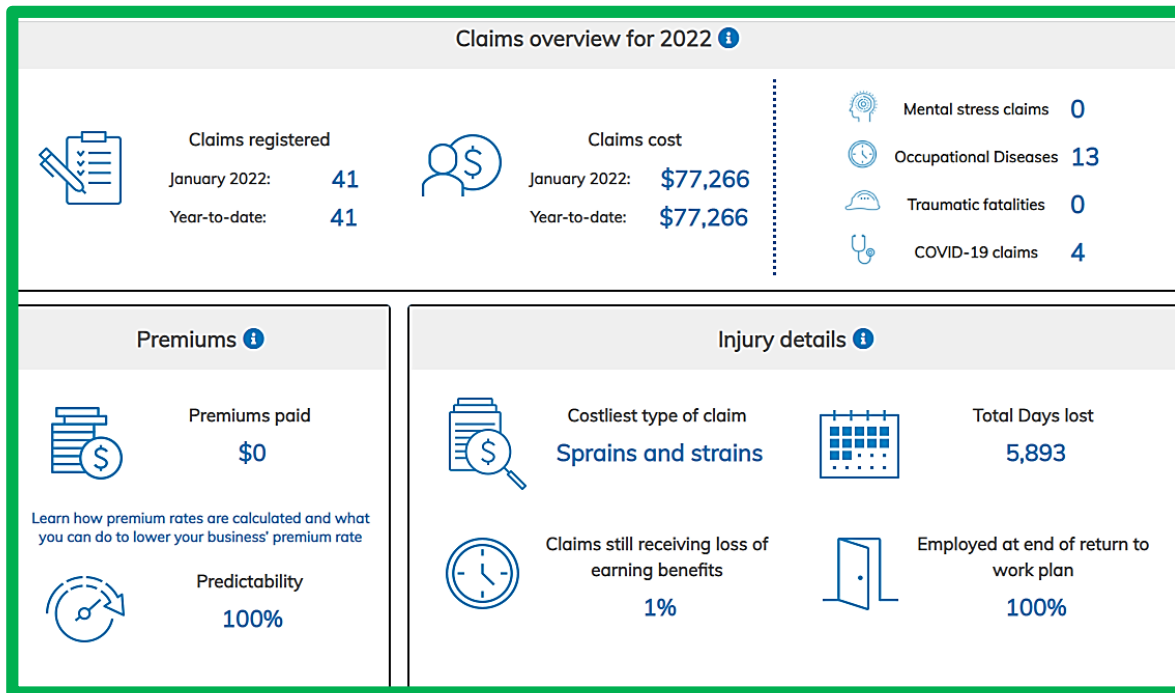 Claims overview for 2022
Claims registered
January 2022: 41
Year-to-date: 41
Claims cost
January 2022: $77,266
Year-to-date: $77,266
Mental stress claims 0
Occupational Diseases 13
Traumatic fatalities 0
COVID-19 claims 4
Premiums
Premiums paid
$0
Learn how premium rates are calculated and what
you can do to lower your business' premium rate
Predictability
100%
Injury details
Costliest type of claim
Sprains and strains
Total Days lost
5,893
Claims still receiving loss of
earning benefits
1%
Employed at end of return to
work plan
100%